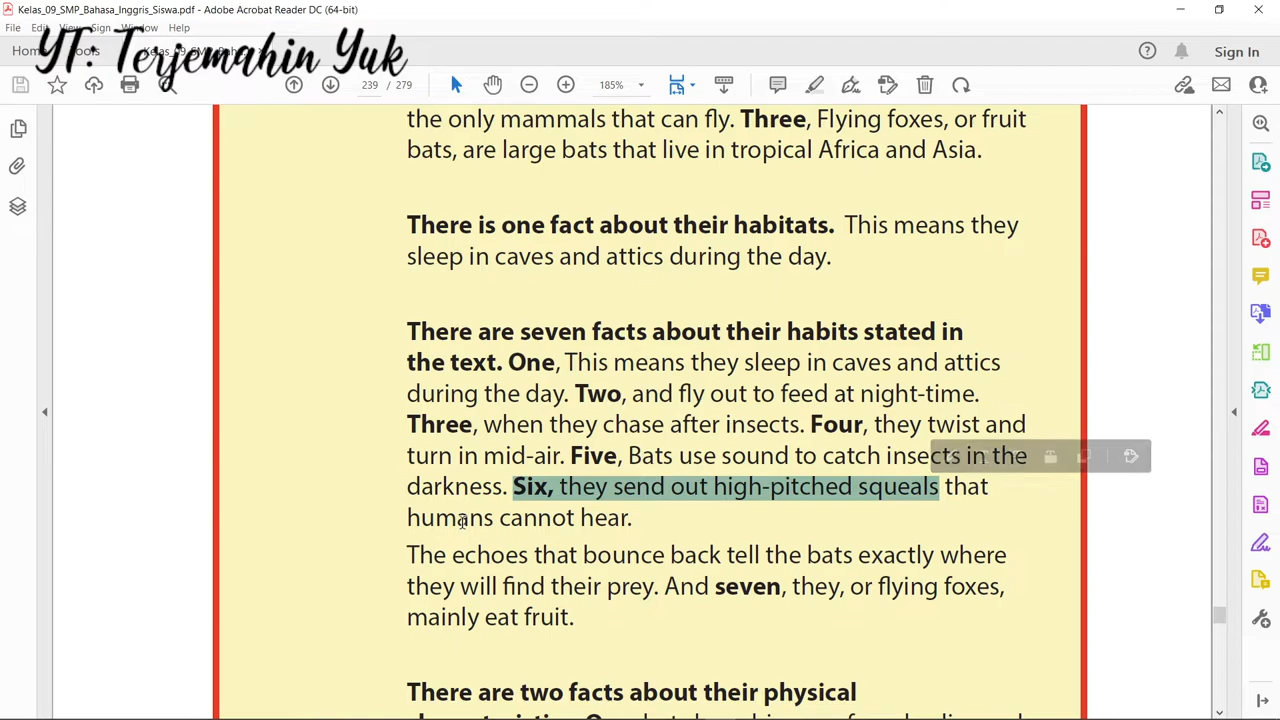 Kelas_09_SMP_Bahasa_Inggris_Siswa.pdf - Adobe Acrobat Reader DC (64-bit)
File Edit View Sign Window Help
YT: Terjemahin Yuk
Home Tools
Sign In
239 / 279
185%
the only mammals that can fly. Three, Flying foxes, or fruit
bats, are large bats that live in tropical Africa and Asia.
There is one fact about their habitats. This means they
sleep in caves and attics during the day.
There are seven facts about their habits stated in
the text. One, This means they sleep in caves and attics
during the day. Two, and fly out to feed at night-time.
Three, when they chase after insects. Four, they twist and
turn in mid-air. Five, Bats use sound to catch insects in the
darkness. Six, they send out high-pitched squeals that
humans cannot hear.
The echoes that bounce back tell the bats exactly where
they will find their prey. And seven, they, or flying foxes,
mainly eat fruit.
There are two facts about their physical